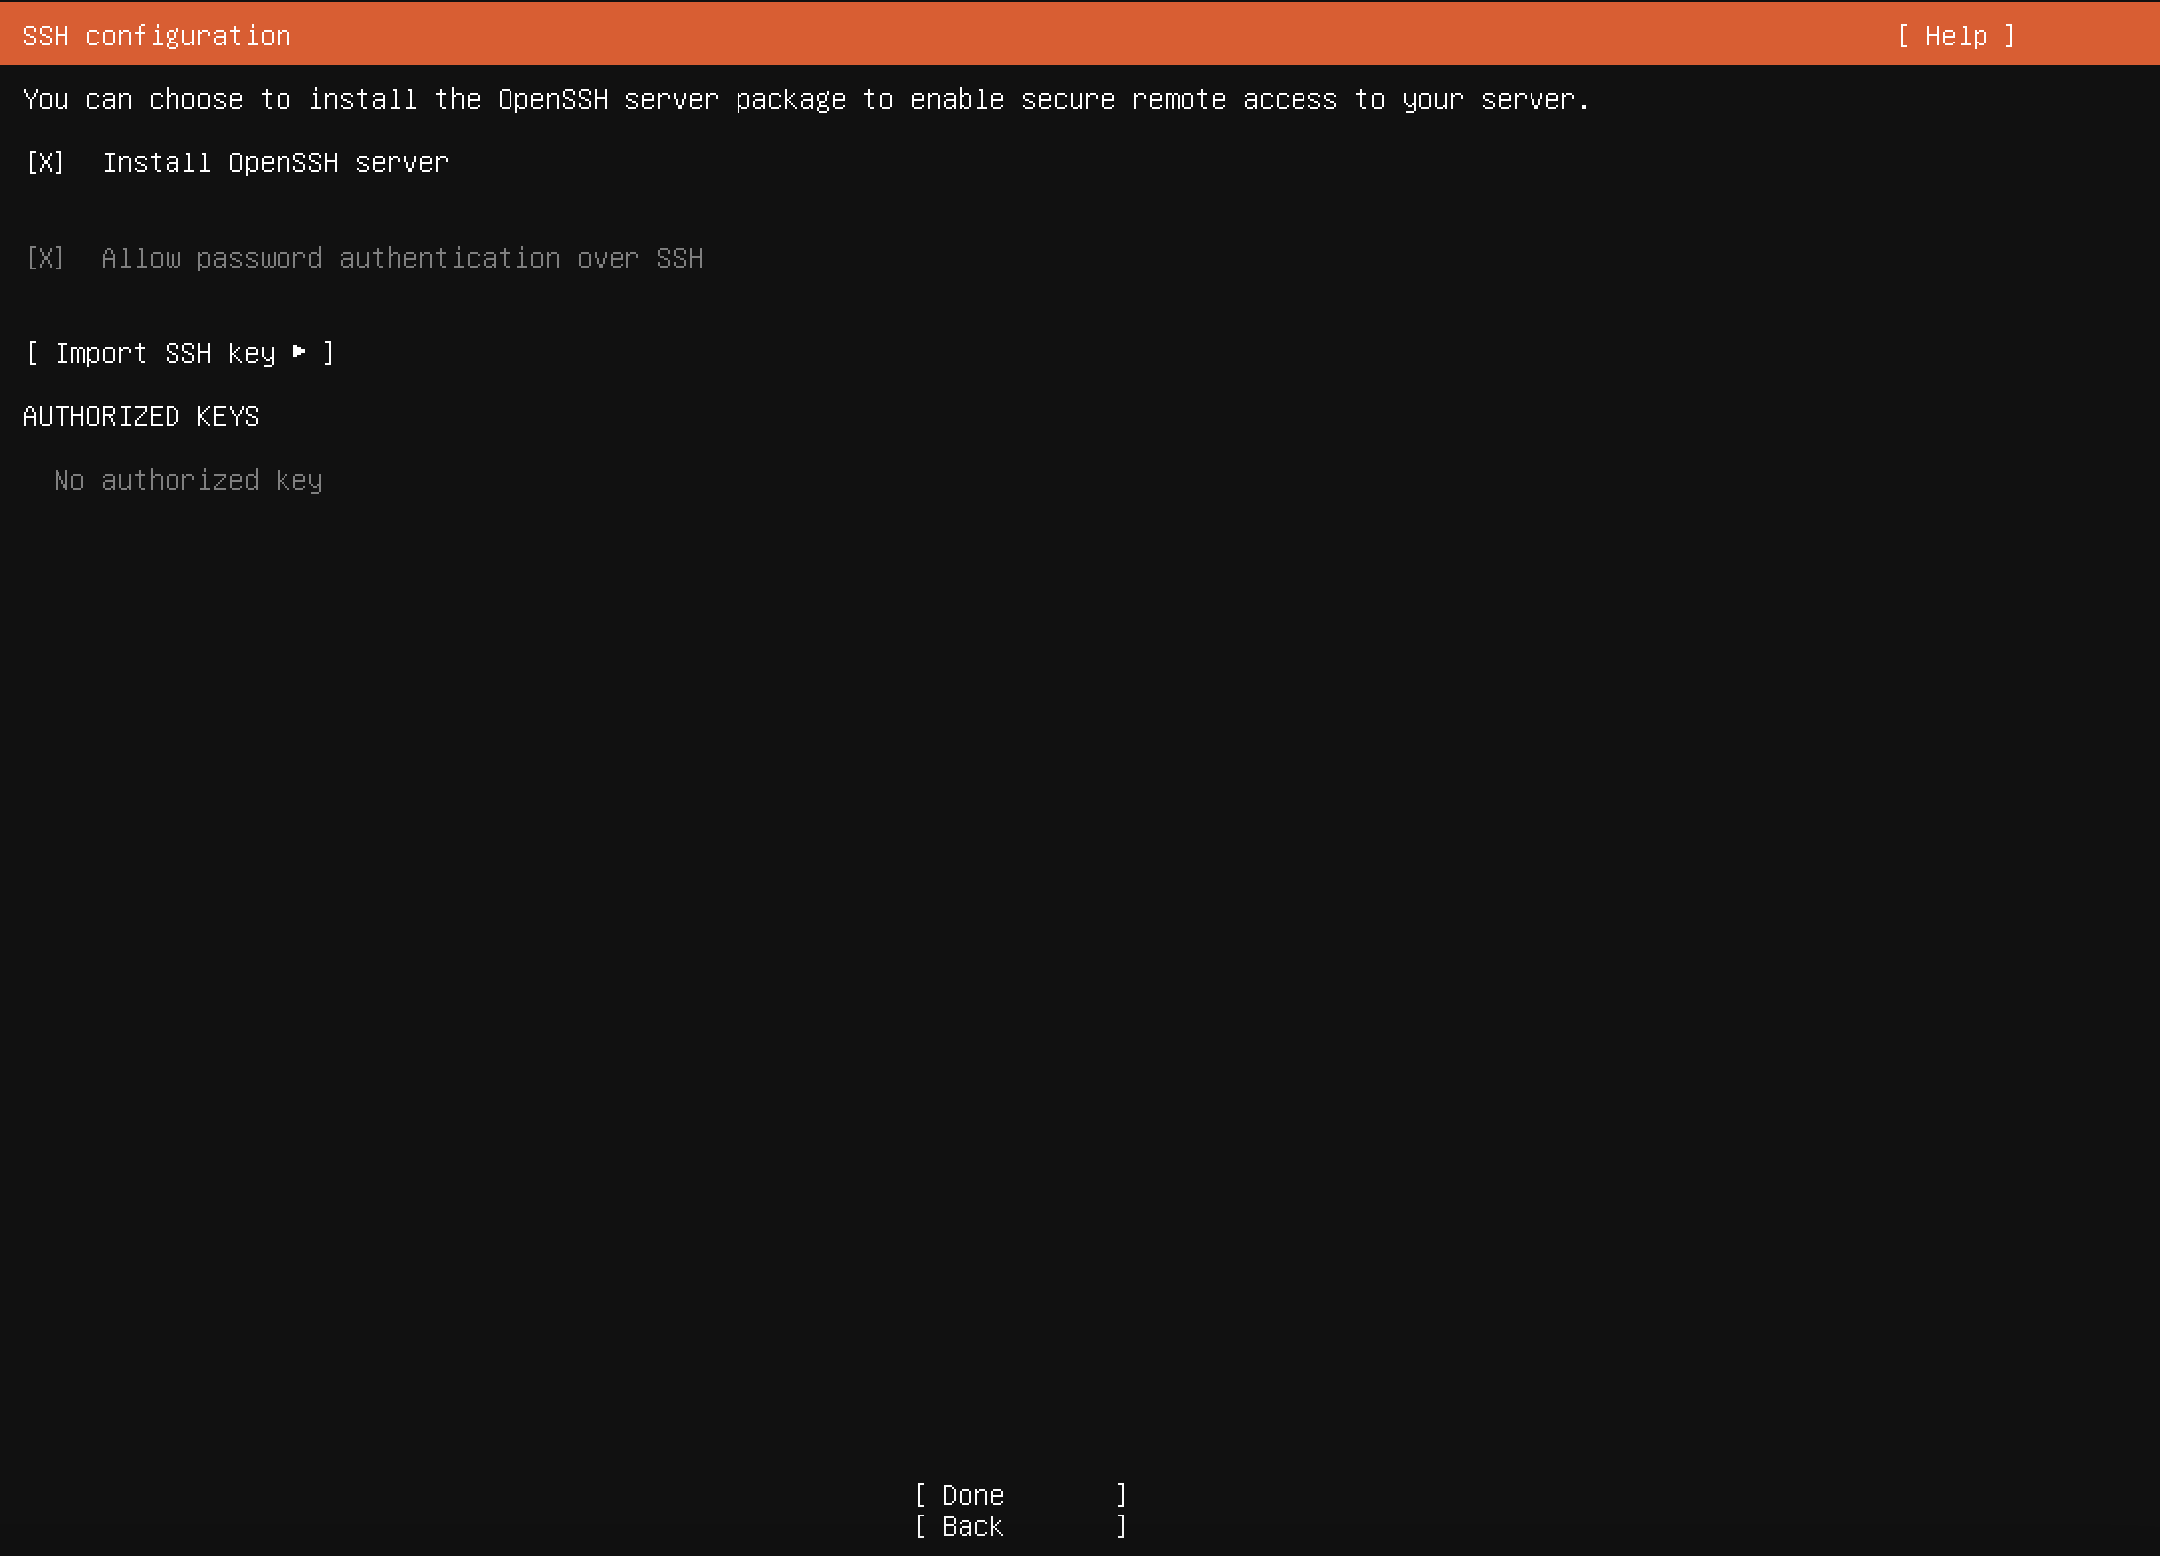 SSH configuration [ Help ]
You can choose to install the OpenSSH server package to enable secure remote access to your server.
[X] Install OpenSSH server
[X] Allow password authentication over SSH
[ Import SSH key ▸ ]
AUTHORIZED KEYS
No authorized key
[ Done ]
[ Back ]